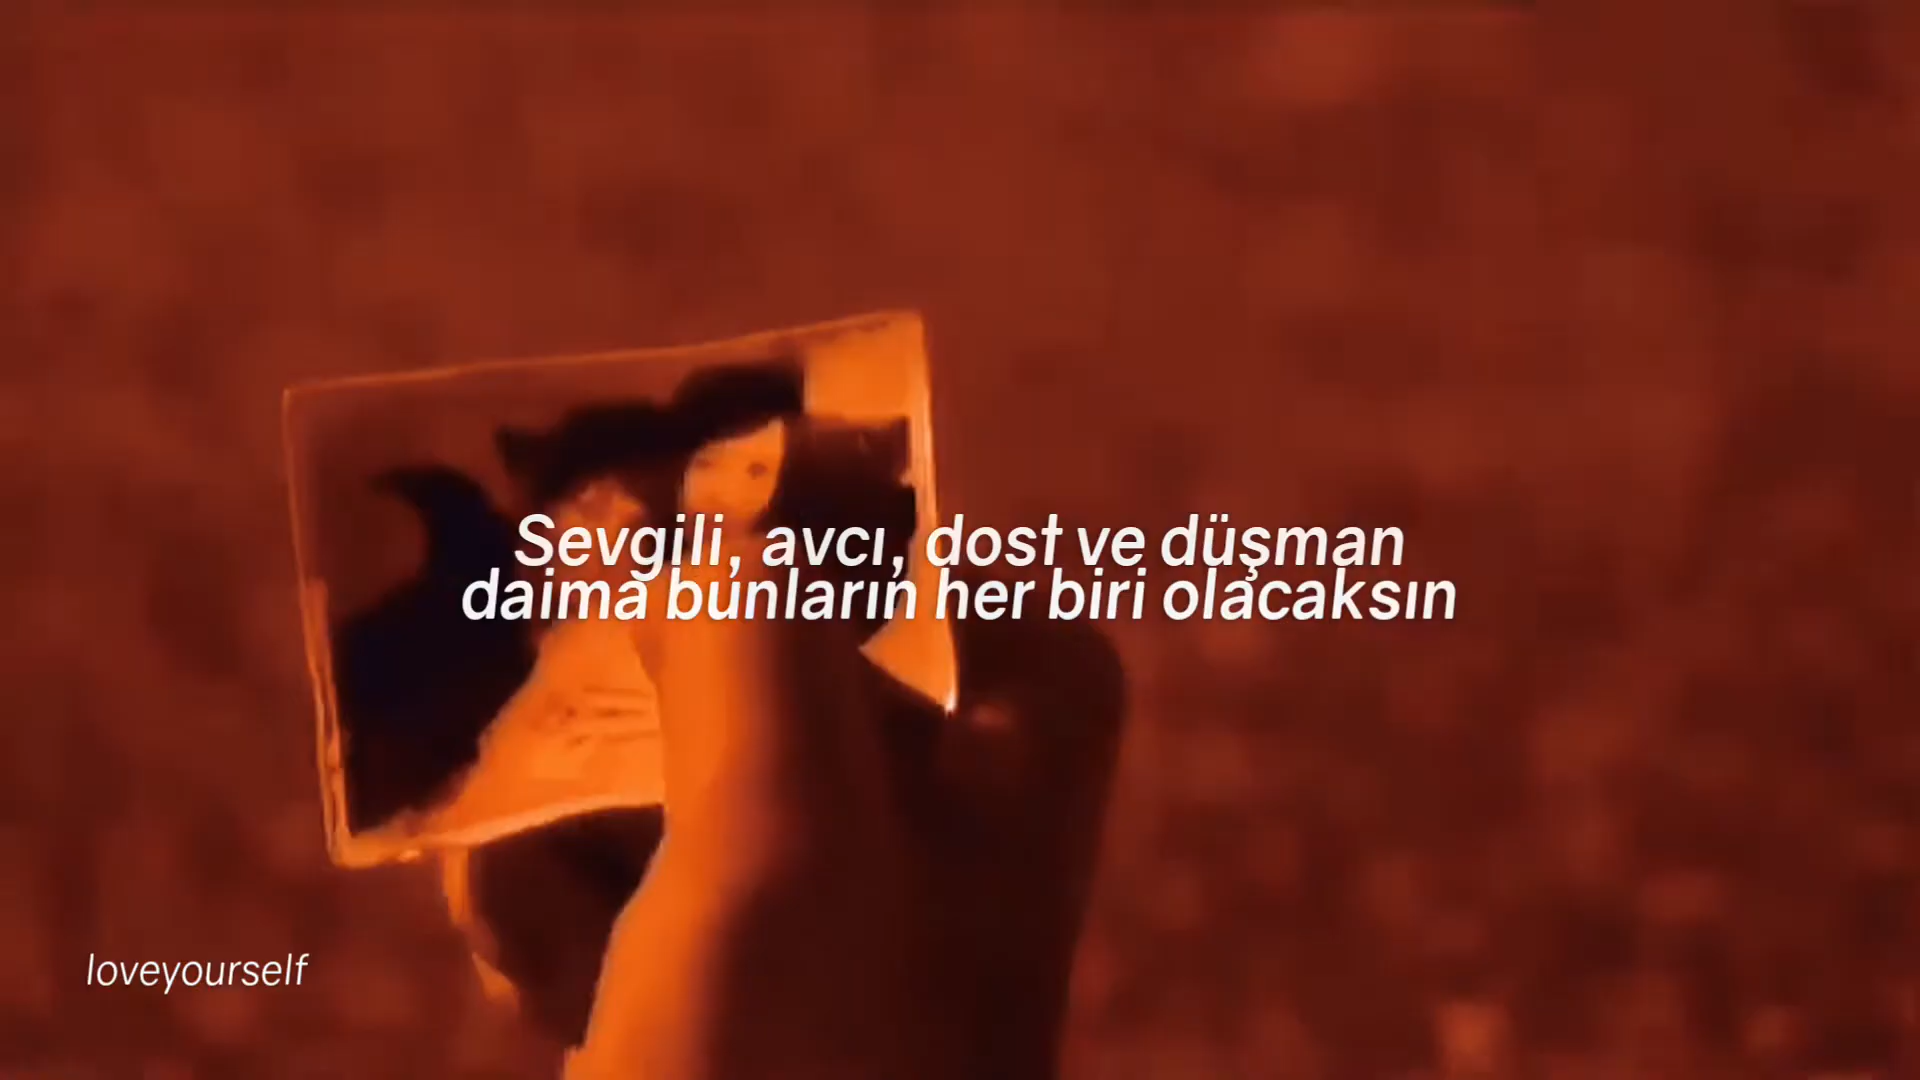 Sevgili, avcı, dost ve düşman
daima bunların her biri olacaksın
loveyourself